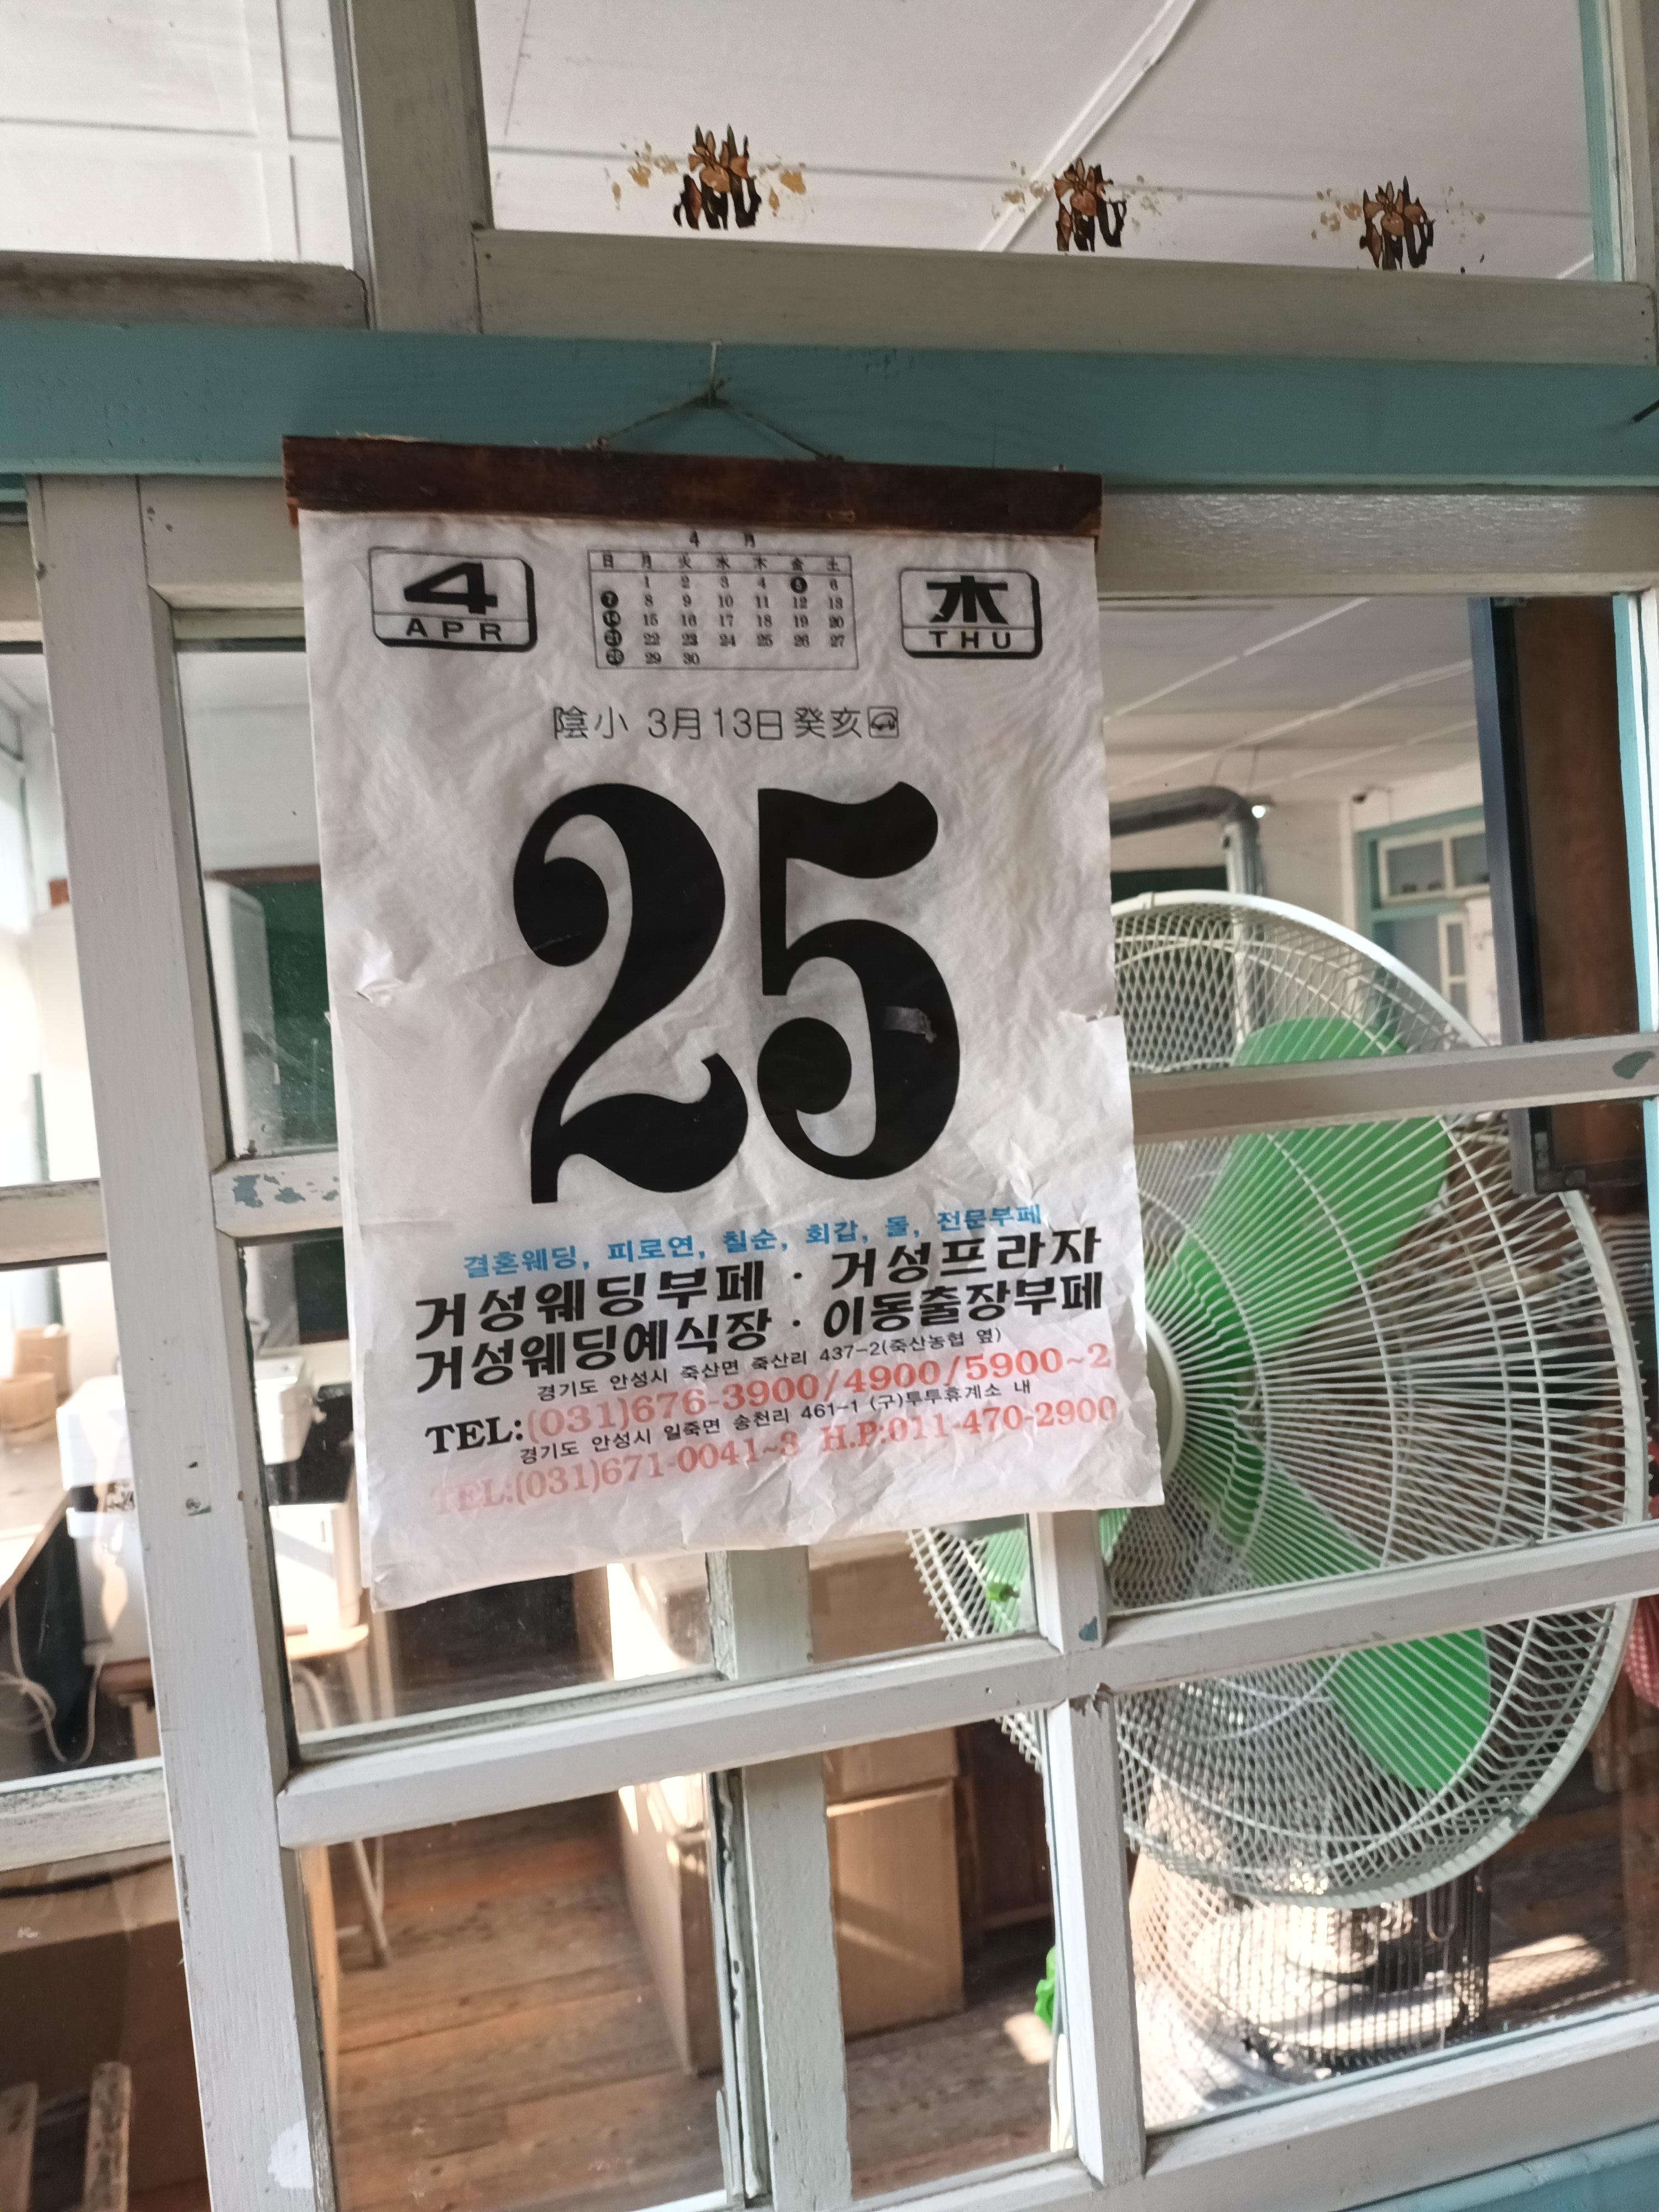 4 APR
4 月
日 月 火 水 木 金 土
1 2 3 4 5 6
7 8 9 10 11 12 13
14 15 16 17 18 19 20
21 22 23 24 25 26 27
28 29 30
木 THU
陰小 3月13日 癸亥
25
결혼웨딩, 피로연, 칠순, 회갑, 돌, 전문부페
거성웨딩부페 · 거성프라자
거성웨딩예식장 · 이동출장부페
경기도 안성시 죽산면 죽산리 437-2(죽산농협 옆)
TEL:(031)676-3900/4900/5900~2
경기도 안성시 일죽면 송천리 461-1 (구)투투휴게소 내
TEL:(031)671-0041~3 H.P:011-470-2900